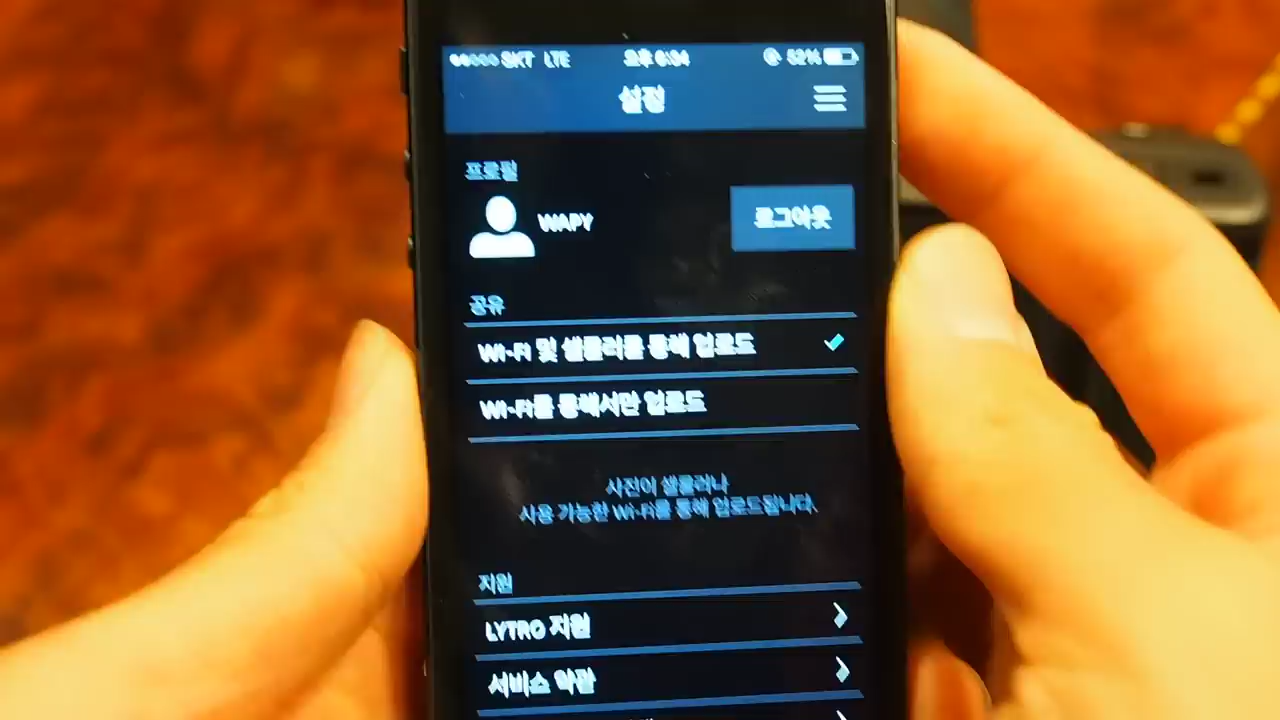 SKT LTE 오후 6:34 52%
설정
프로필
WAPY 로그아웃
공유
Wi-Fi 및 셀룰러를 통해 업로드
Wi-Fi를 통해서만 업로드
사진이 셀룰러나
사용 가능한 Wi-Fi를 통해 업로드됩니다.
지원
LYTRO 지원
서비스 약관